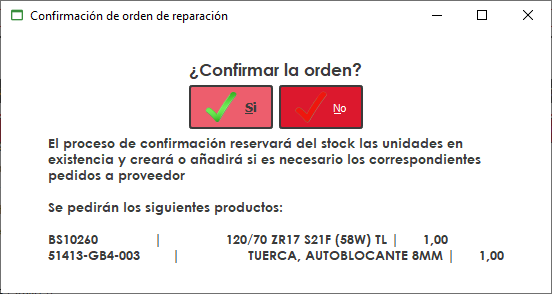 Confirmación de orden de reparación
¿Confirmar la orden?
Si
No
El proceso de confirmación reservará del stock las unidades en
existencia y creará o añadirá si es necesario los correspondientes
pedidos a proveedor
Se pedirán los siguientes productos:
BS10260 | 120/70 ZR17 S21F (58W) TL | 1,00
51413-GB4-003 | TUERCA, AUTOBLOCANTE 8MM | 1,00